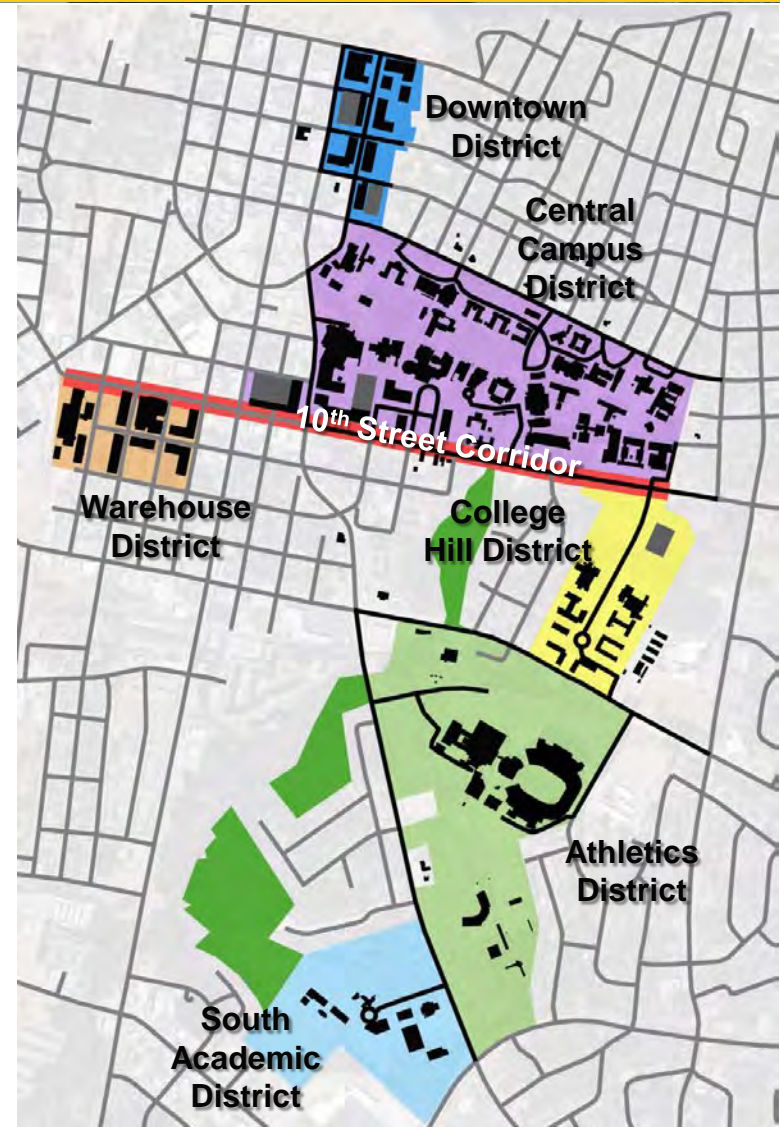 Downtown
District
Central
Campus
District
10th Street Corridor
Warehouse
District
College
Hill District
Athletics
District
South
Academic
District